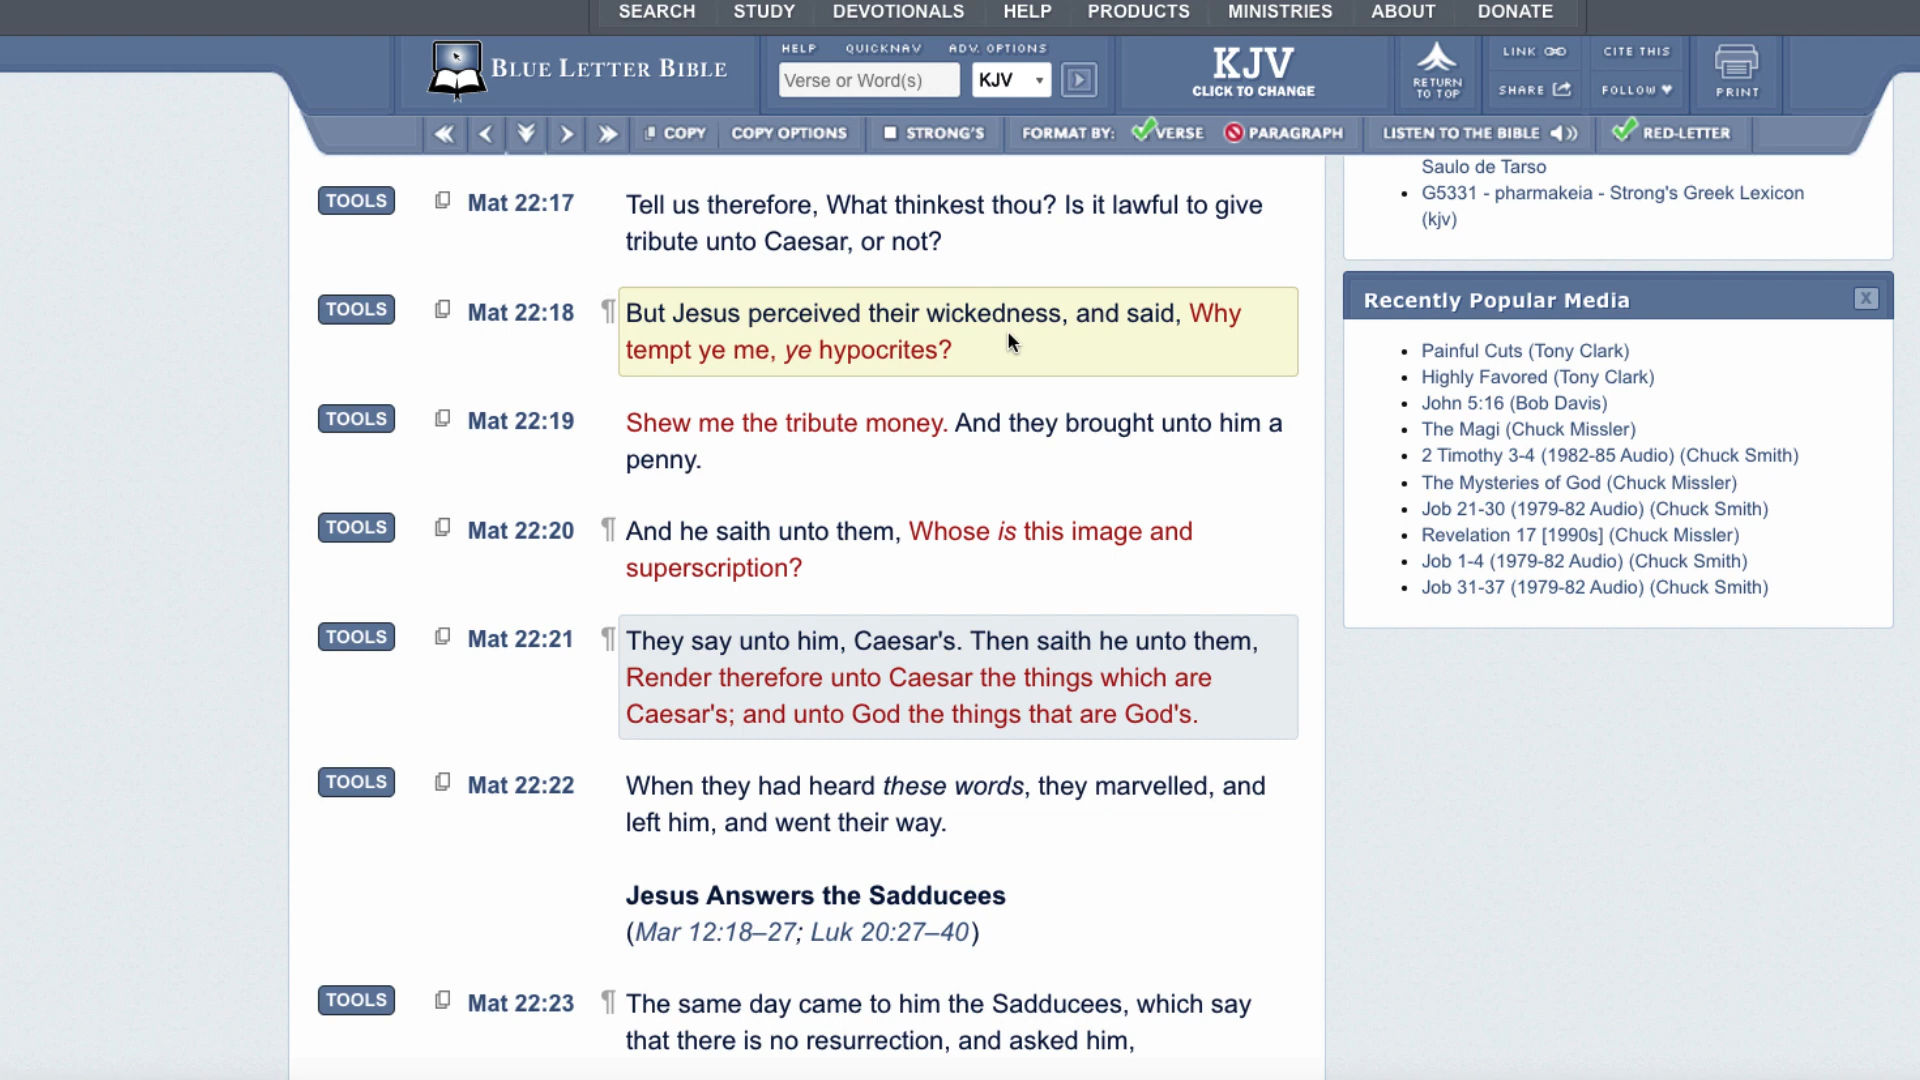 SEARCH STUDY DEVOTIONALS HELP PRODUCTS MINISTRIES ABOUT DONATE
BLUE LETTER BIBLE
HELP QUICKNAV ADV. OPTIONS
Verse or Word(s) KJV
KJV
CLICK TO CHANGE
RETURN
TO TOP
LINK CITE THIS
SHARE FOLLOW
PRINT
COPY COPY OPTIONS STRONG'S FORMAT BY: VERSE PARAGRAPH LISTEN TO THE BIBLE RED-LETTER
TOOLS Mat 22:17 Tell us therefore, What thinkest thou? Is it lawful to give
tribute unto Caesar, or not?
TOOLS Mat 22:18 ¶ But Jesus perceived their wickedness, and said, Why
tempt ye me, ye hypocrites?
TOOLS Mat 22:19 Shew me the tribute money. And they brought unto him a
penny.
TOOLS Mat 22:20 ¶ And he saith unto them, Whose is this image and
superscription?
TOOLS Mat 22:21 ¶ They say unto him, Caesar's. Then saith he unto them,
Render therefore unto Caesar the things which are
Caesar's; and unto God the things that are God's.
TOOLS Mat 22:22 When they had heard these words, they marvelled, and
left him, and went their way.
Jesus Answers the Sadducees
(Mar 12:18–27; Luk 20:27–40)
TOOLS Mat 22:23 ¶ The same day came to him the Sadducees, which say
that there is no resurrection, and asked him,
Saulo de Tarso
• G5331 - pharmakeia - Strong's Greek Lexicon
(kjv)
Recently Popular Media X
• Painful Cuts (Tony Clark)
• Highly Favored (Tony Clark)
• John 5:16 (Bob Davis)
• The Magi (Chuck Missler)
• 2 Timothy 3-4 (1982-85 Audio) (Chuck Smith)
• The Mysteries of God (Chuck Missler)
• Job 21-30 (1979-82 Audio) (Chuck Smith)
• Revelation 17 [1990s] (Chuck Missler)
• Job 1-4 (1979-82 Audio) (Chuck Smith)
• Job 31-37 (1979-82 Audio) (Chuck Smith)